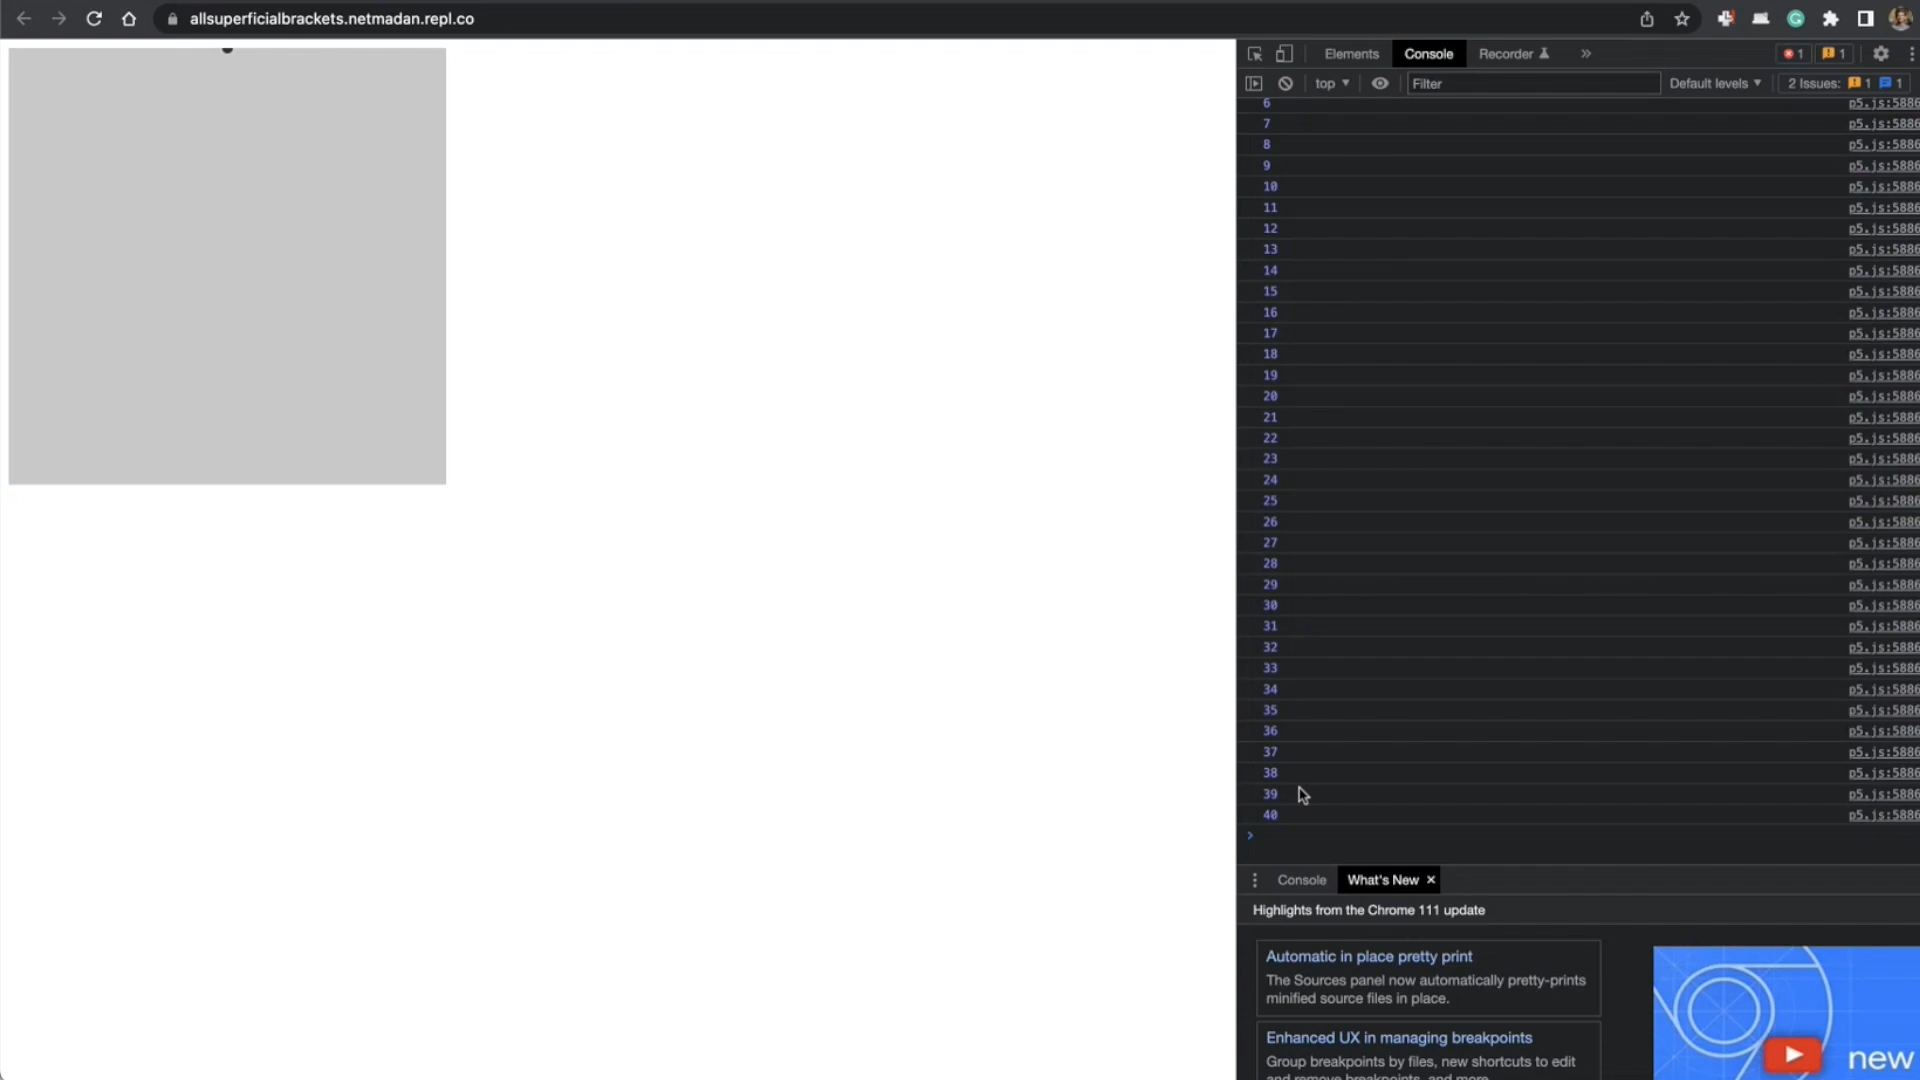 allsuperficialbrackets.netmadan.repl.co
Elements Console Recorder 1 1
top Filter Default levels 2 Issues: 1 1
6 p5.js:5886
7 p5.js:5886
8 p5.js:5886
9 p5.js:5886
10 p5.js:5886
11 p5.js:5886
12 p5.js:5886
13 p5.js:5886
14 p5.js:5886
15 p5.js:5886
16 p5.js:5886
17 p5.js:5886
18 p5.js:5886
19 p5.js:5886
20 p5.js:5886
21 p5.js:5886
22 p5.js:5886
23 p5.js:5886
24 p5.js:5886
25 p5.js:5886
26 p5.js:5886
27 p5.js:5886
28 p5.js:5886
29 p5.js:5886
30 p5.js:5886
31 p5.js:5886
32 p5.js:5886
33 p5.js:5886
34 p5.js:5886
35 p5.js:5886
36 p5.js:5886
37 p5.js:5886
38 p5.js:5886
39 p5.js:5886
40 p5.js:5886
Console What's New
Highlights from the Chrome 111 update
Automatic in place pretty print
The Sources panel now automatically pretty-prints
minified source files in place.
Enhanced UX in managing breakpoints
Group breakpoints by files, new shortcuts to edit
and remove breakpoints, and more.
new